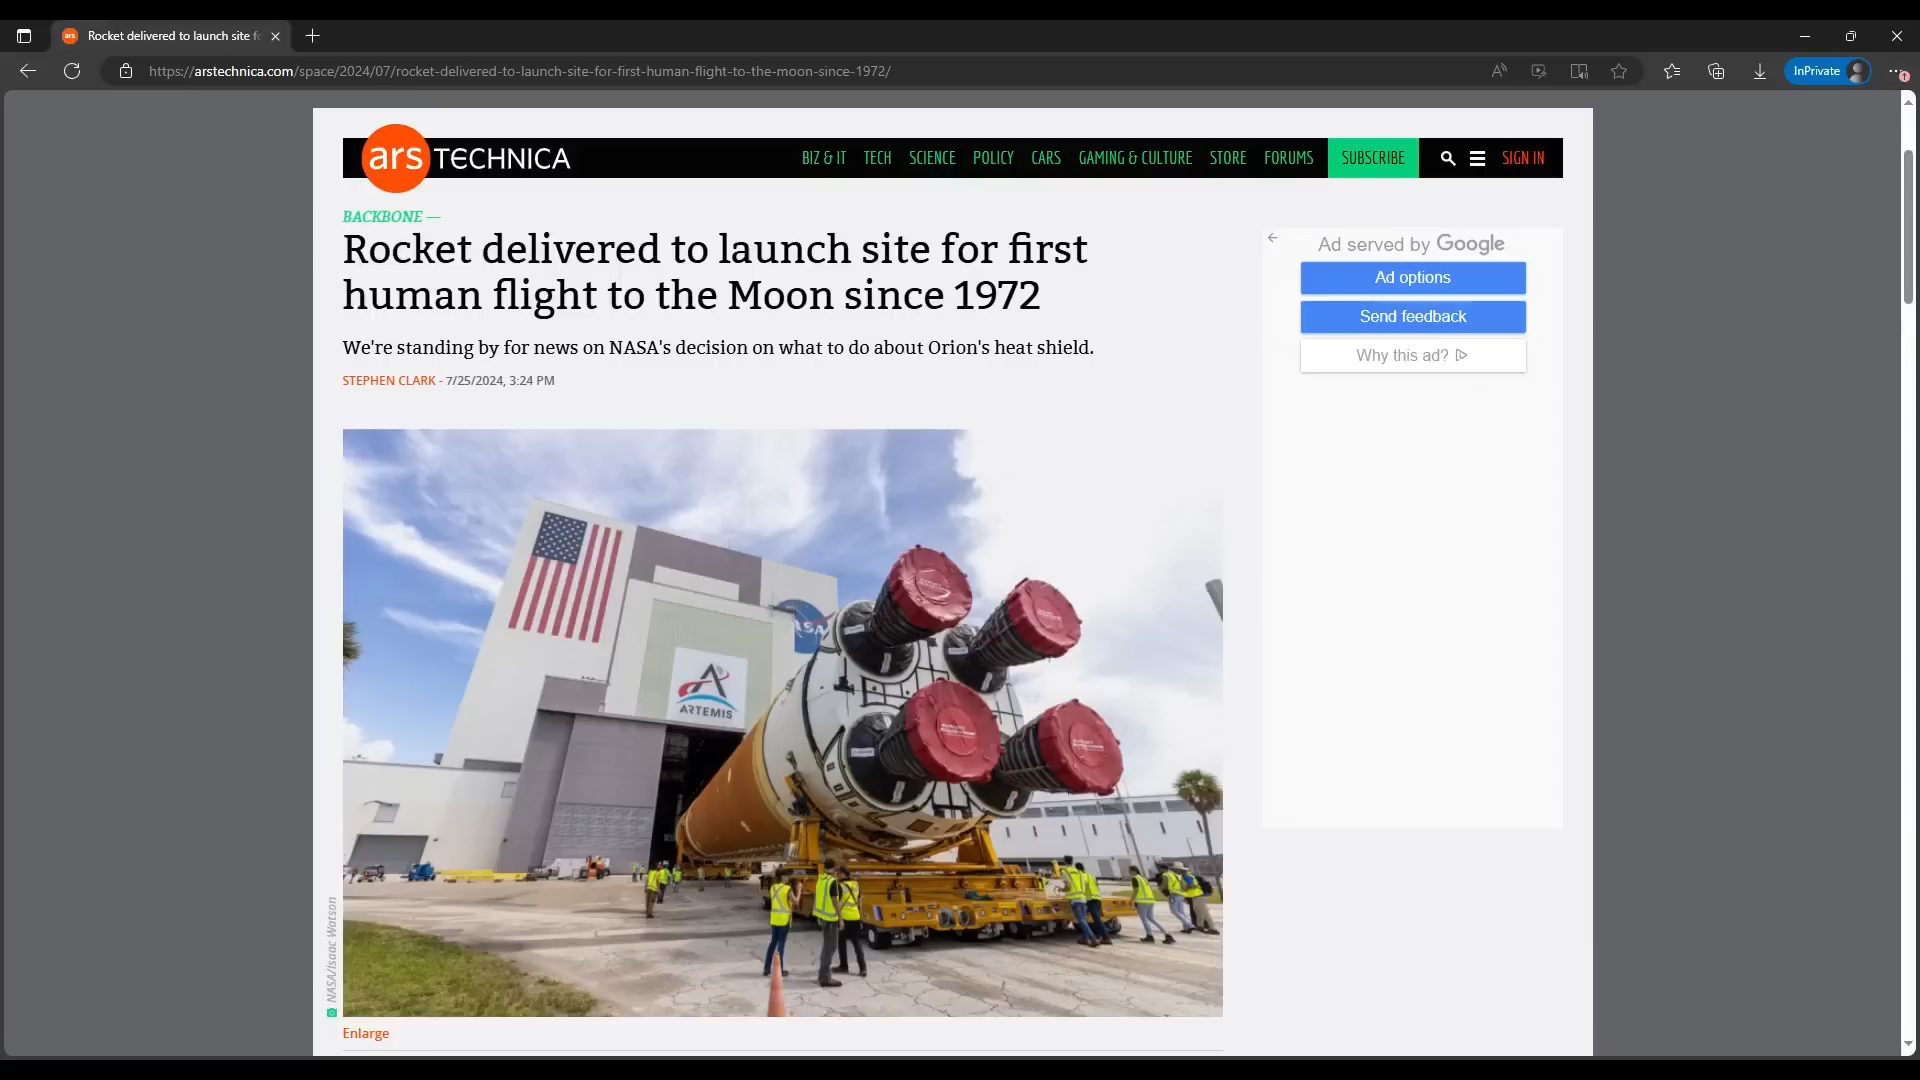 Rocket delivered to launch site f
https://arstechnica.com/space/2024/07/rocket-delivered-to-launch-site-for-first-human-flight-to-the-moon-since-1972/
InPrivate
ars TECHNICA
BIZ & IT TECH SCIENCE POLICY CARS GAMING & CULTURE STORE FORUMS SUBSCRIBE SIGN IN
BACKBONE —
Rocket delivered to launch site for first
human flight to the Moon since 1972
We're standing by for news on NASA's decision on what to do about Orion's heat shield.
STEPHEN CLARK - 7/25/2024, 3:24 PM
Ad served by Google
Ad options
Send feedback
Why this ad?
NASA
ARTEMIS
NASA/Isaac Watson
Enlarge